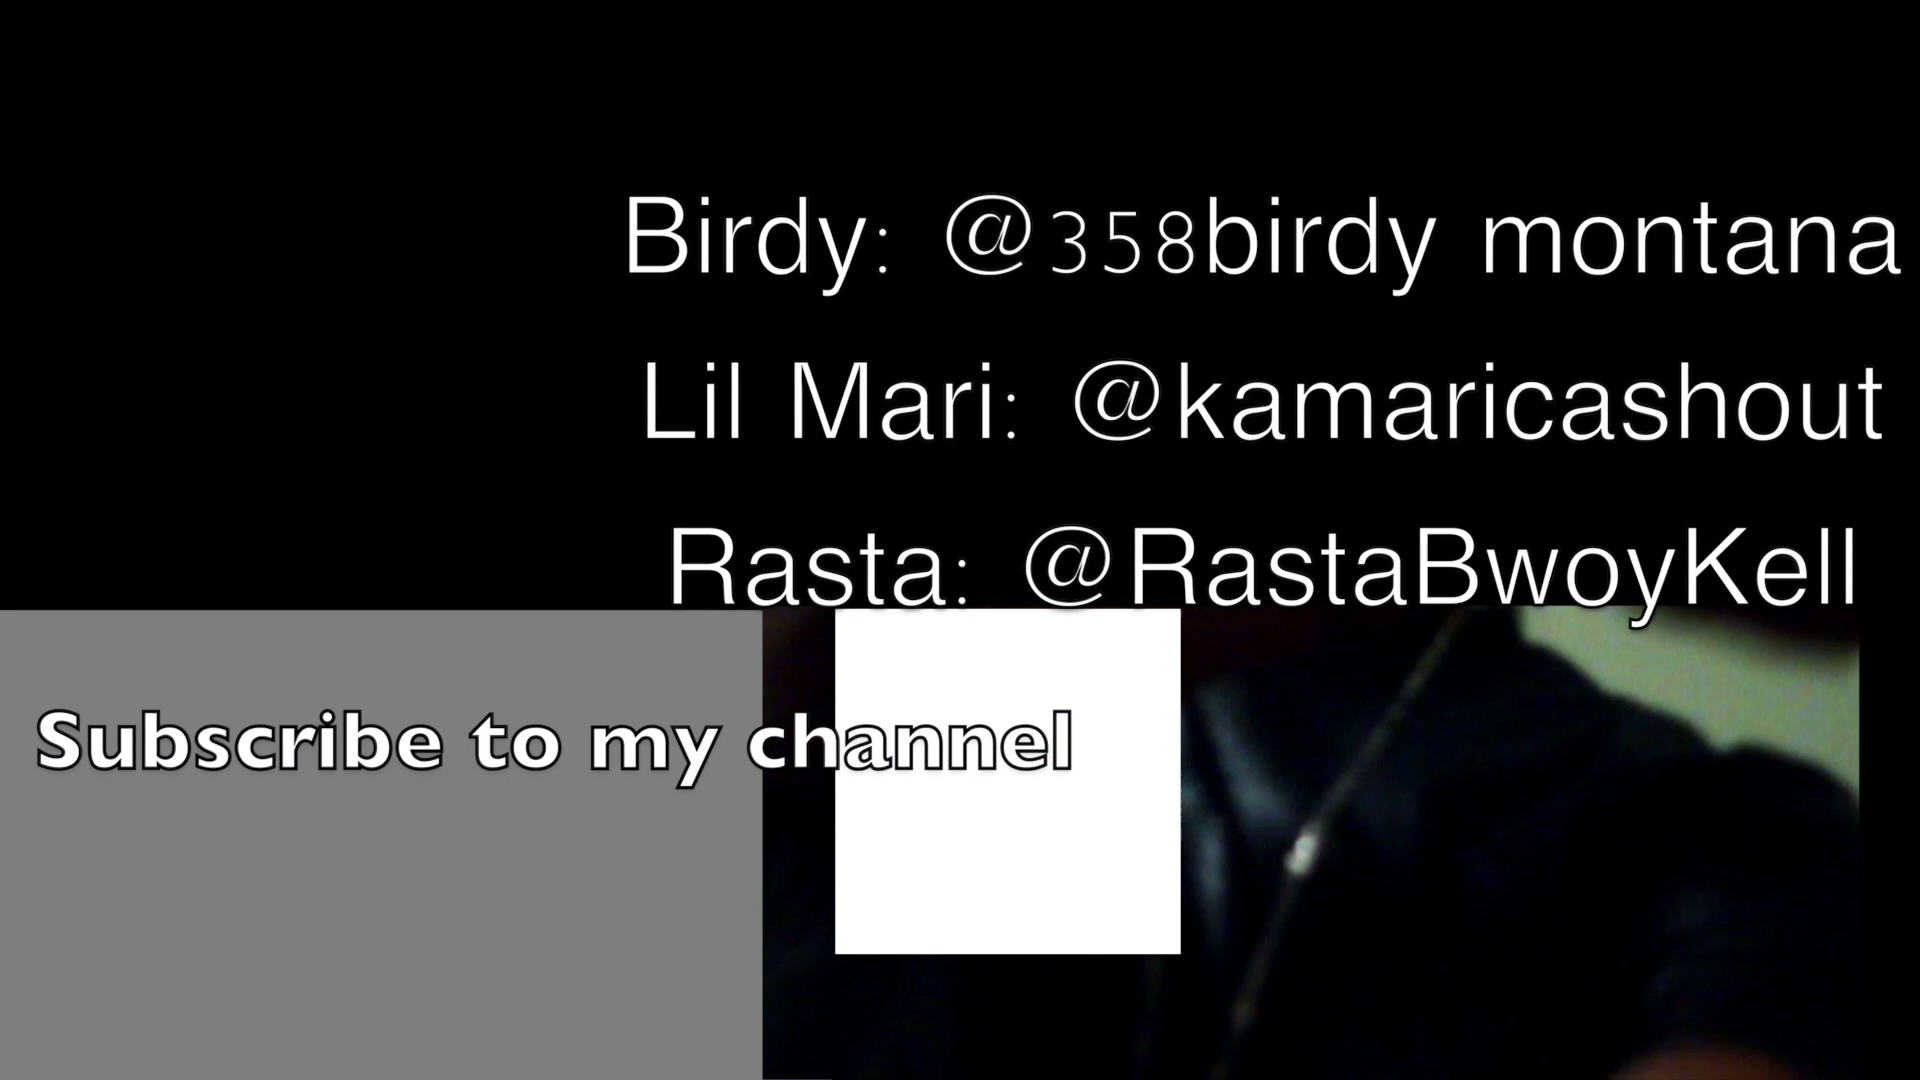 Birdy: @358birdy montana
Lil Mari: @kamaricashout
Rasta: @RastaBwoyKell
Subscribe to my channel